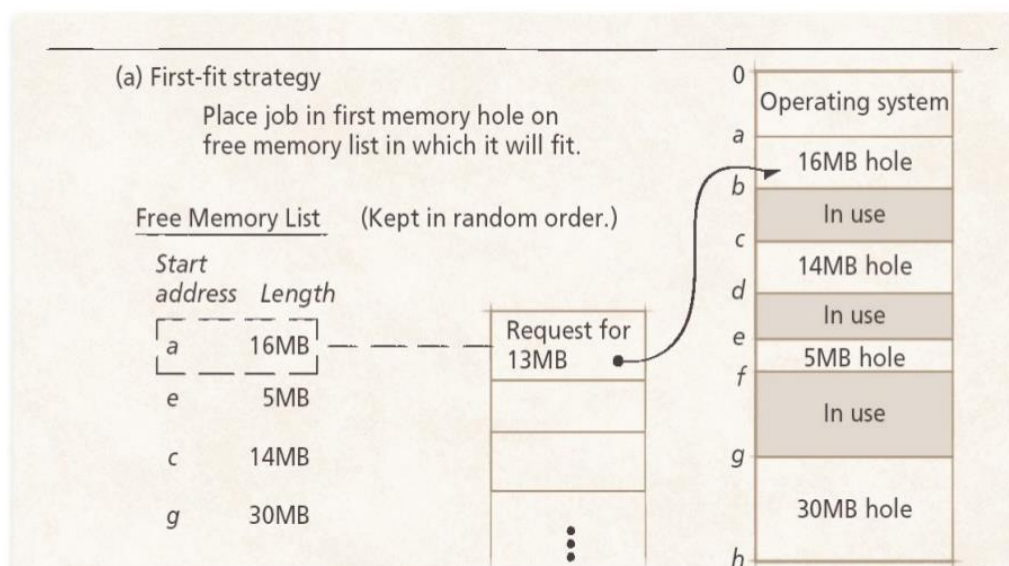 (a) First-fit strategy
Place job in first memory hole on
free memory list in which it will fit.
Free Memory List (Kept in random order.)
Start
address Length
a 16MB
e 5MB
c 14MB
g 30MB
Request for
13MB
0
Operating system
a
16MB hole
b
In use
c
14MB hole
d
In use
e
5MB hole
f
In use
g
30MB hole
h